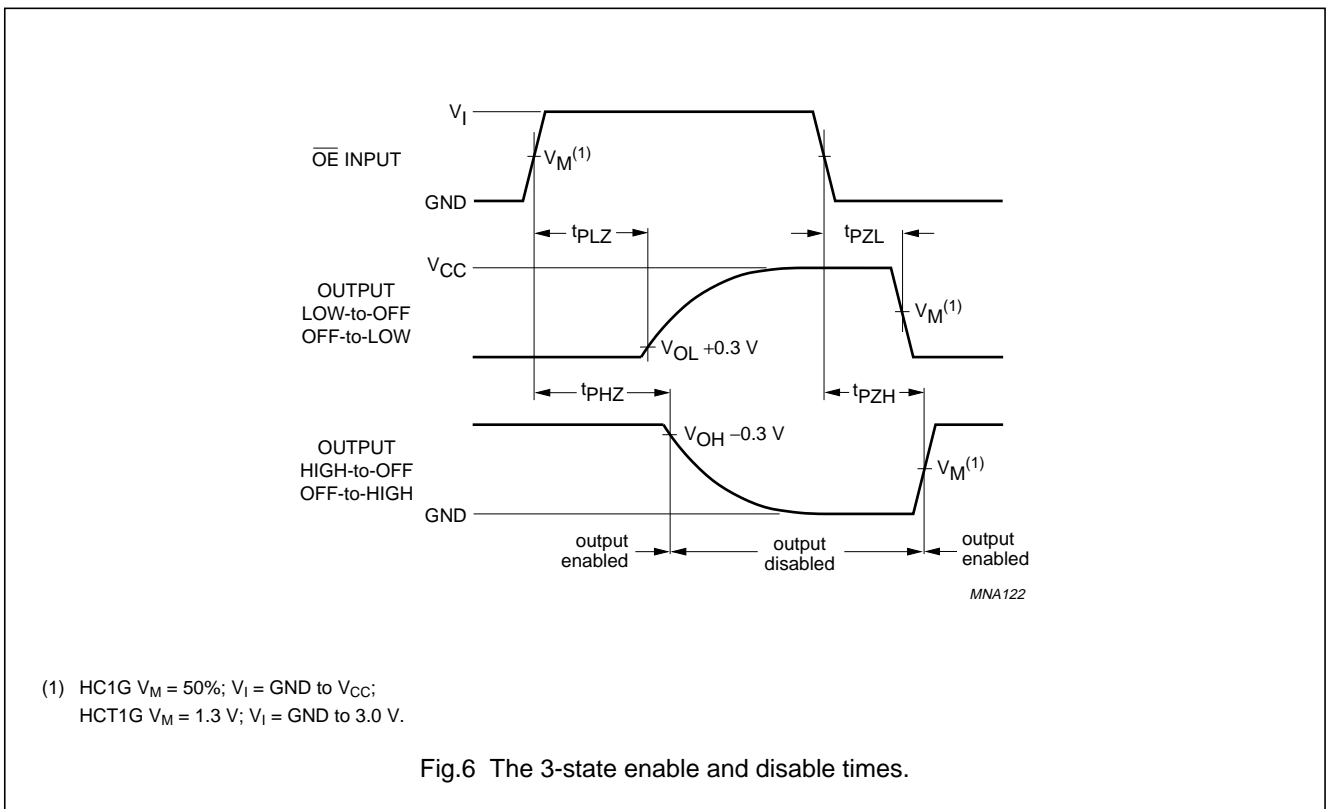 V_I
O̅E̅ INPUT
V_M^(1)
GND
t_PLZ
t_PZL
V_CC
OUTPUT
LOW-to-OFF
OFF-to-LOW
V_M^(1)
V_OL +0.3 V
t_PHZ
t_PZH
V_OH −0.3 V
OUTPUT
HIGH-to-OFF
OFF-to-HIGH
V_M^(1)
GND
output
enabled
output
disabled
output
enabled
MNA122
(1) HC1G V_M = 50%; V_I = GND to V_CC;
HCT1G V_M = 1.3 V; V_I = GND to 3.0 V.
Fig.6 The 3-state enable and disable times.